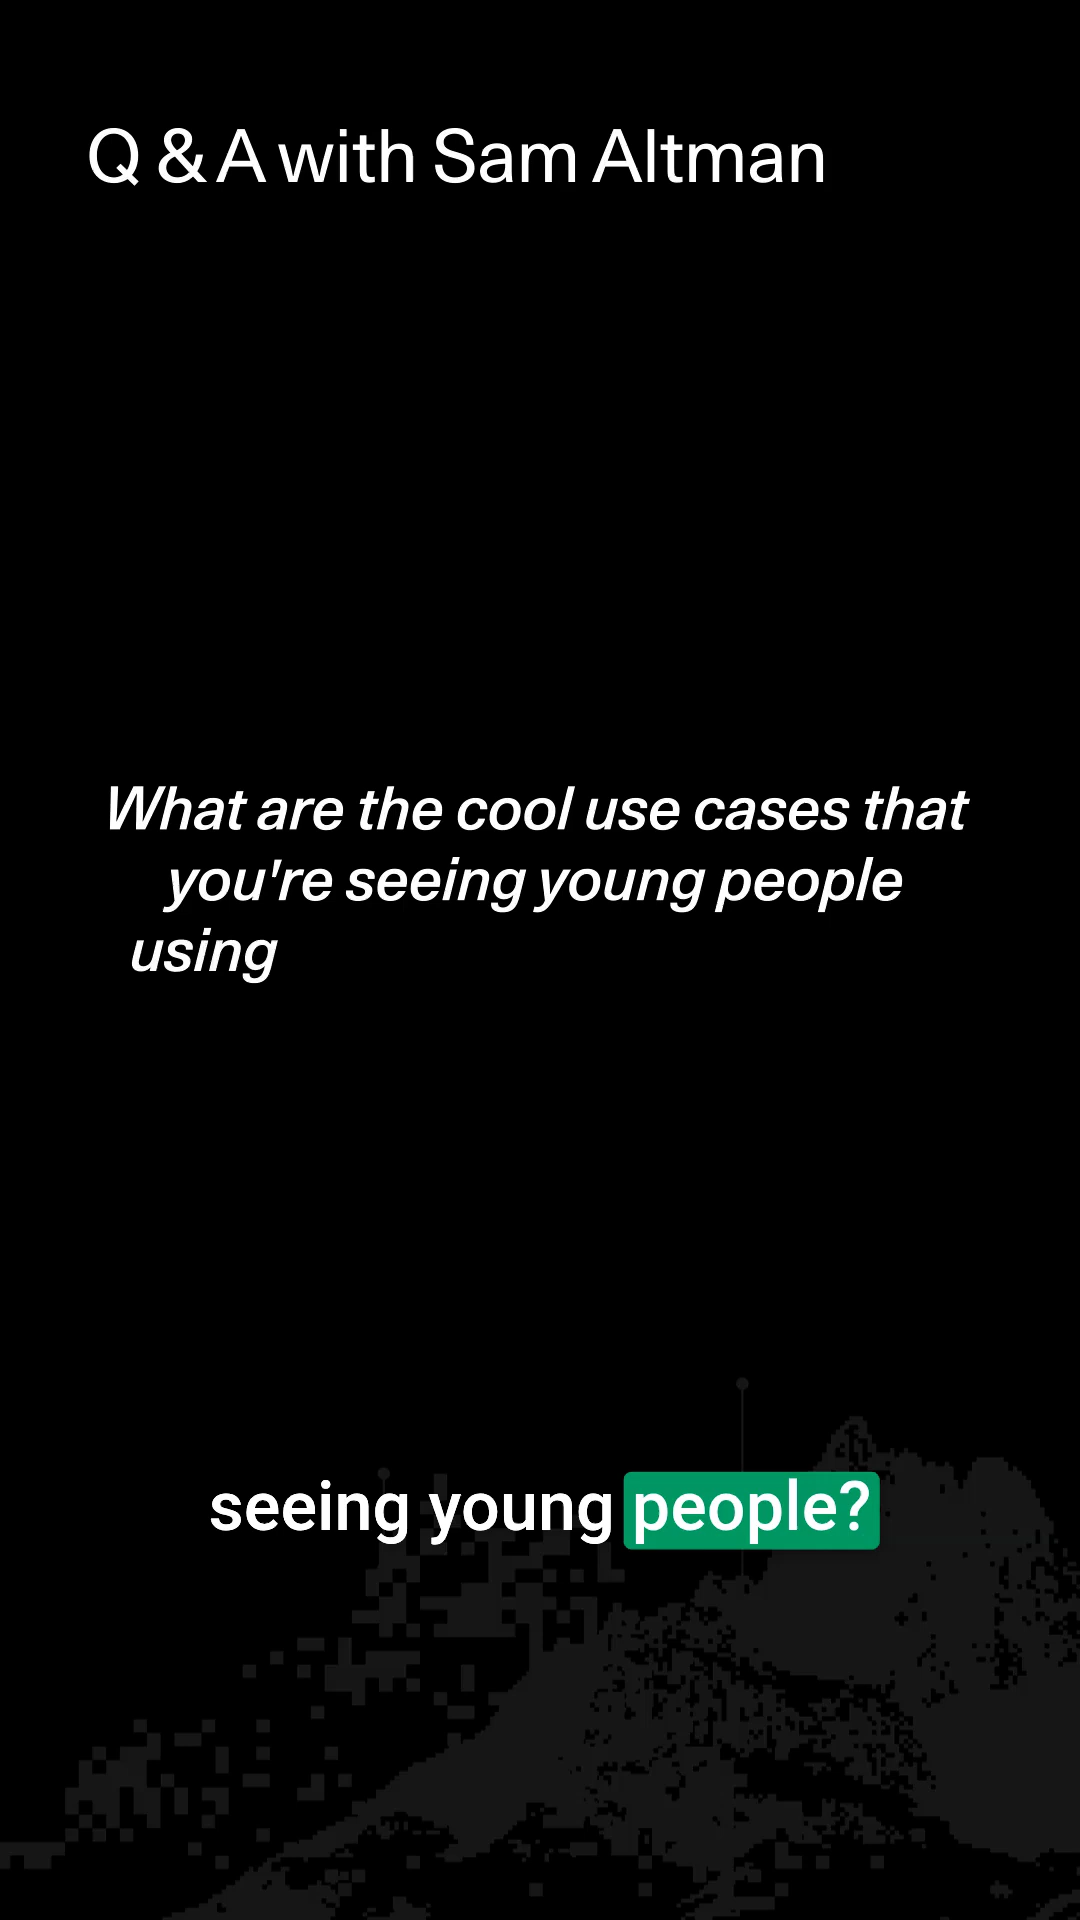 Q & A with Sam Altman
What are the cool use cases that
you're seeing young people
using
seeing young people?